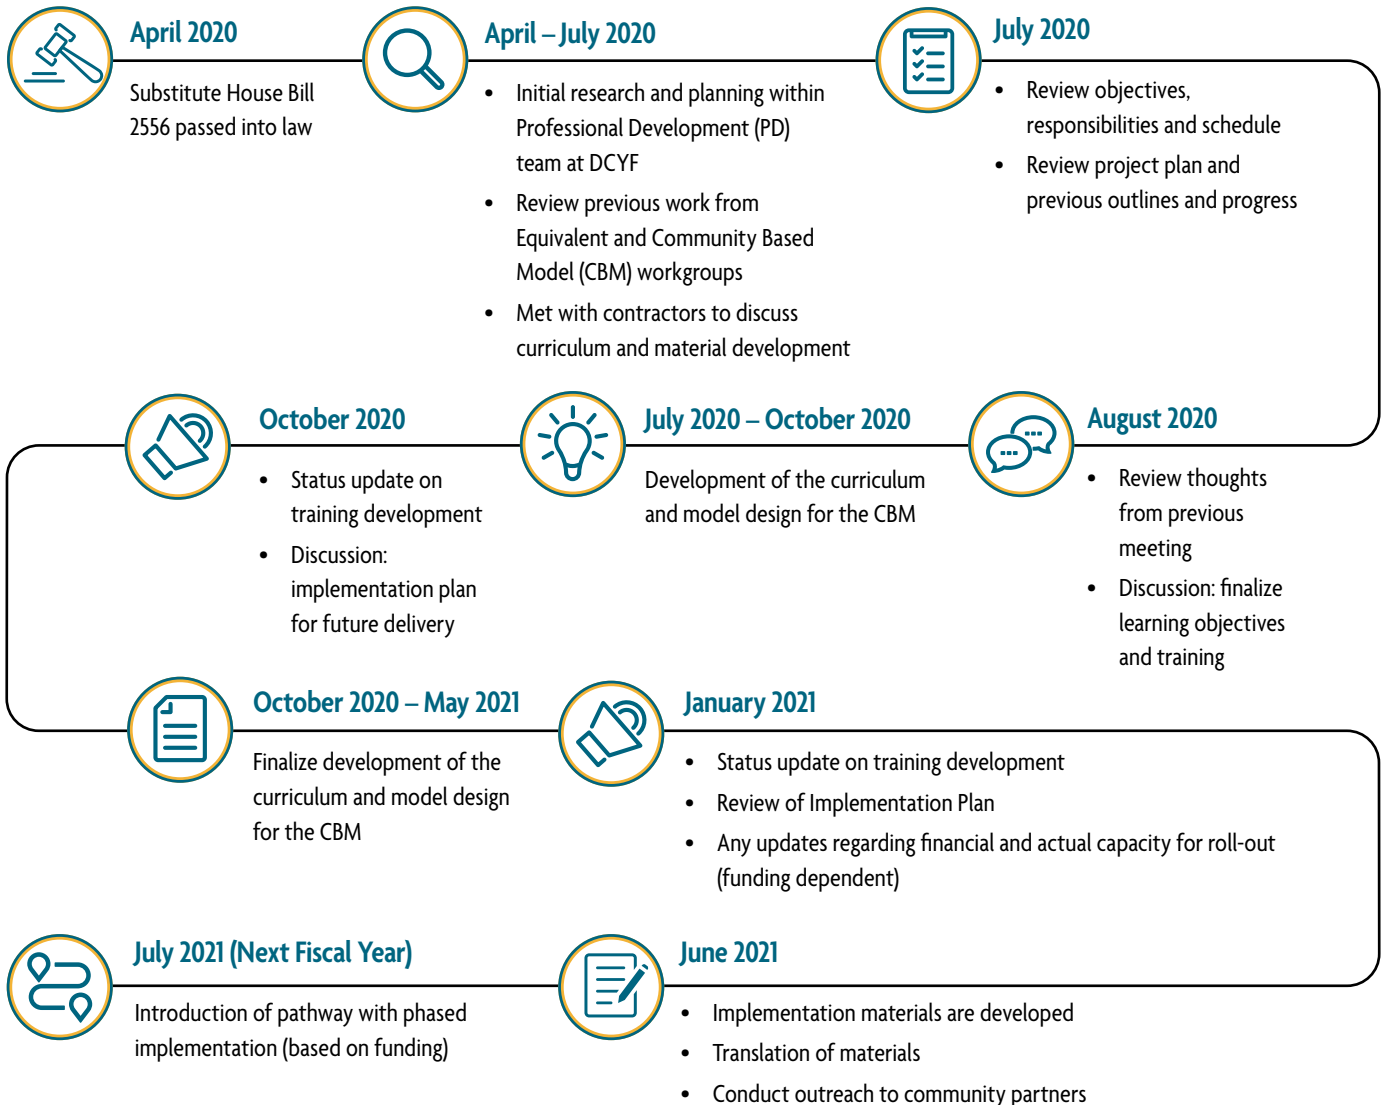 April 2020
Substitute House Bill
2556 passed into law
April – July 2020
• Initial research and planning within
Professional Development (PD)
team at DCYF
• Review previous work from
Equivalent and Community Based
Model (CBM) workgroups
• Met with contractors to discuss
curriculum and material development
July 2020
• Review objectives,
responsibilities and schedule
• Review project plan and
previous outlines and progress
August 2020
• Review thoughts
from previous
meeting
• Discussion: finalize
learning objectives
and training
July 2020 – October 2020
Development of the curriculum
and model design for the CBM
October 2020
• Status update on
training development
• Discussion:
implementation plan
for future delivery
October 2020 – May 2021
Finalize development of the
curriculum and model design
for the CBM
January 2021
• Status update on training development
• Review of Implementation Plan
• Any updates regarding financial and actual capacity for roll-out
(funding dependent)
June 2021
• Implementation materials are developed
• Translation of materials
• Conduct outreach to community partners
July 2021 (Next Fiscal Year)
Introduction of pathway with phased
implementation (based on funding)